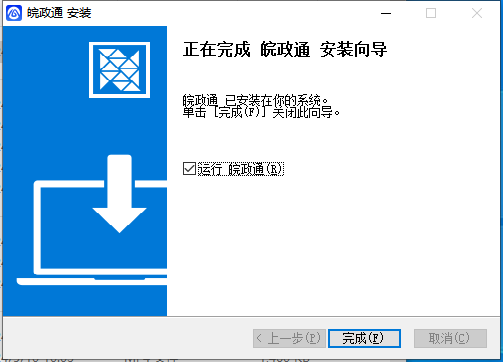 皖政通 安装
正在完成 皖政通 安装向导
皖政通 已安装在你的系统。
单击 [完成(F)] 关闭此向导。
运行 皖政通(R)
< 上一步(P)
完成(F)
取消(C)